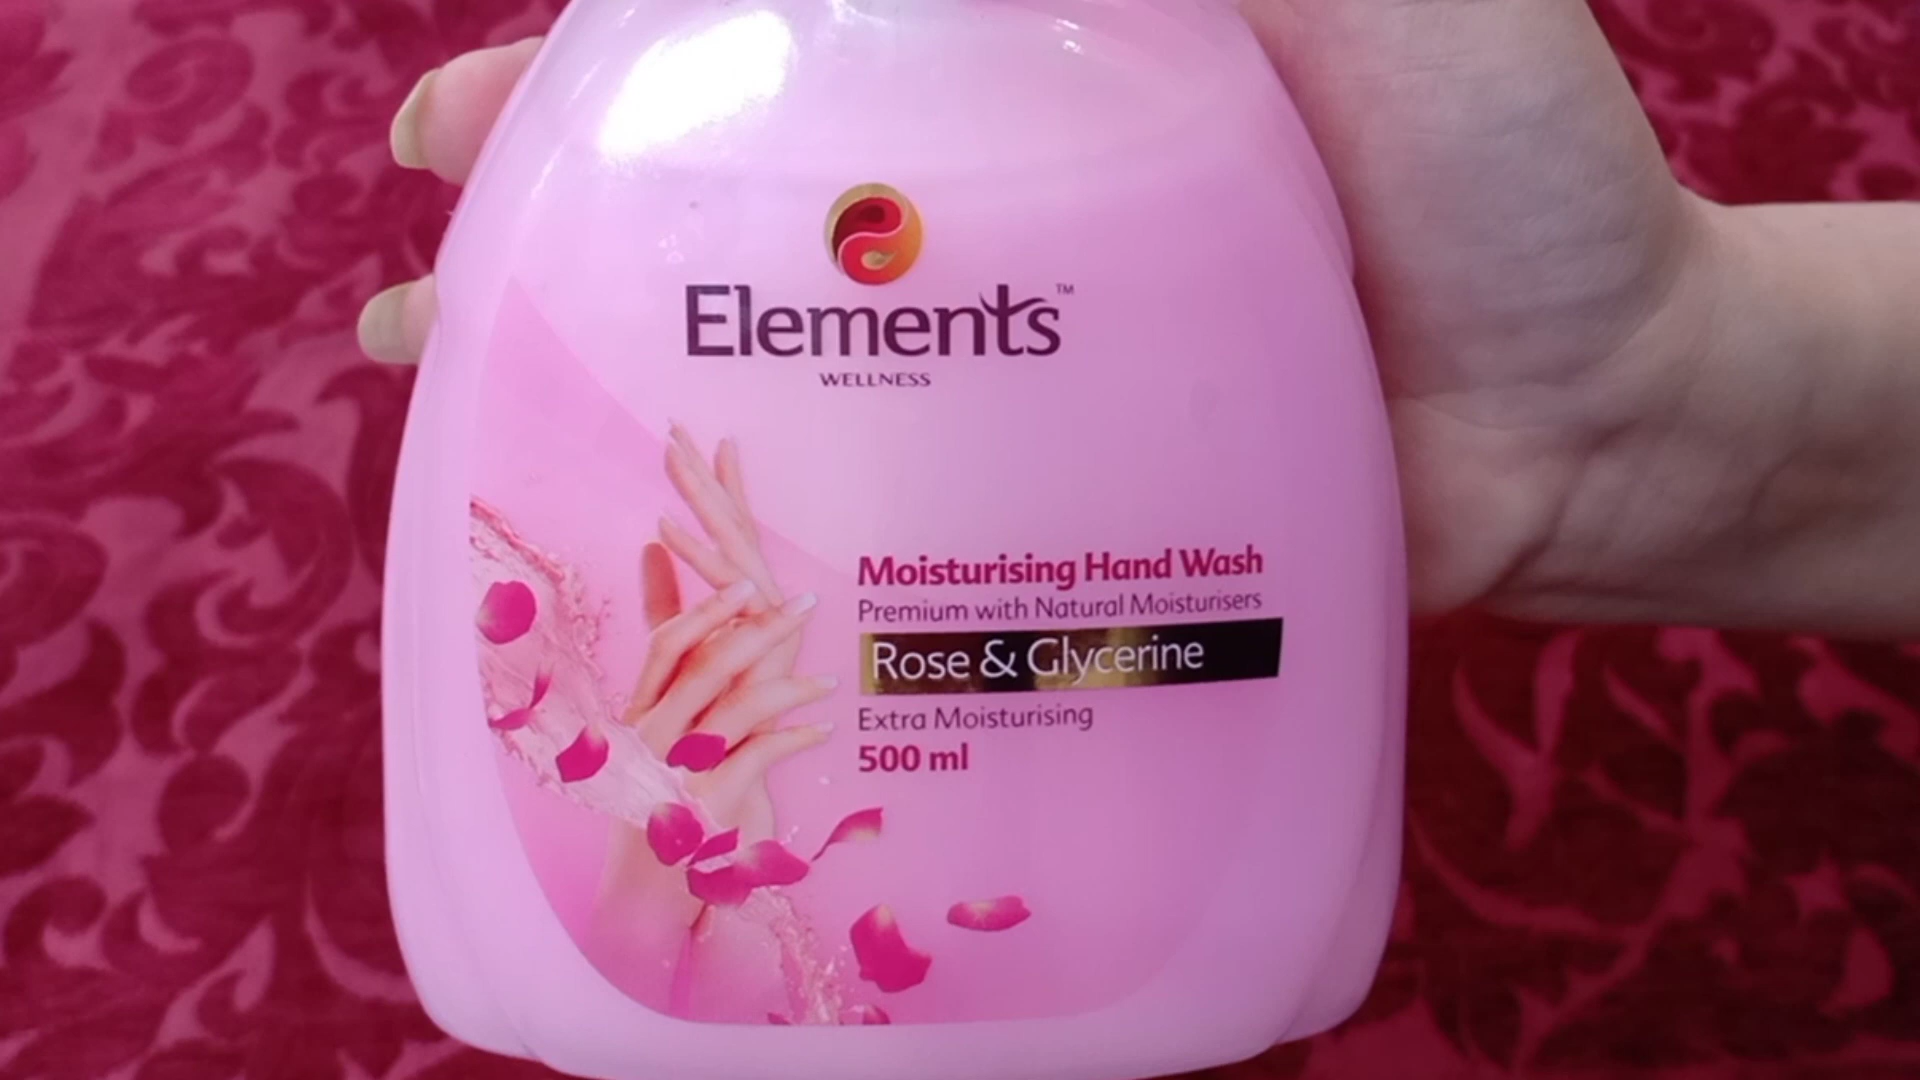 Elements™
WELLNESS
Moisturising Hand Wash
Premium with Natural Moisturisers
Rose & Glycerine
Extra Moisturising
500 ml